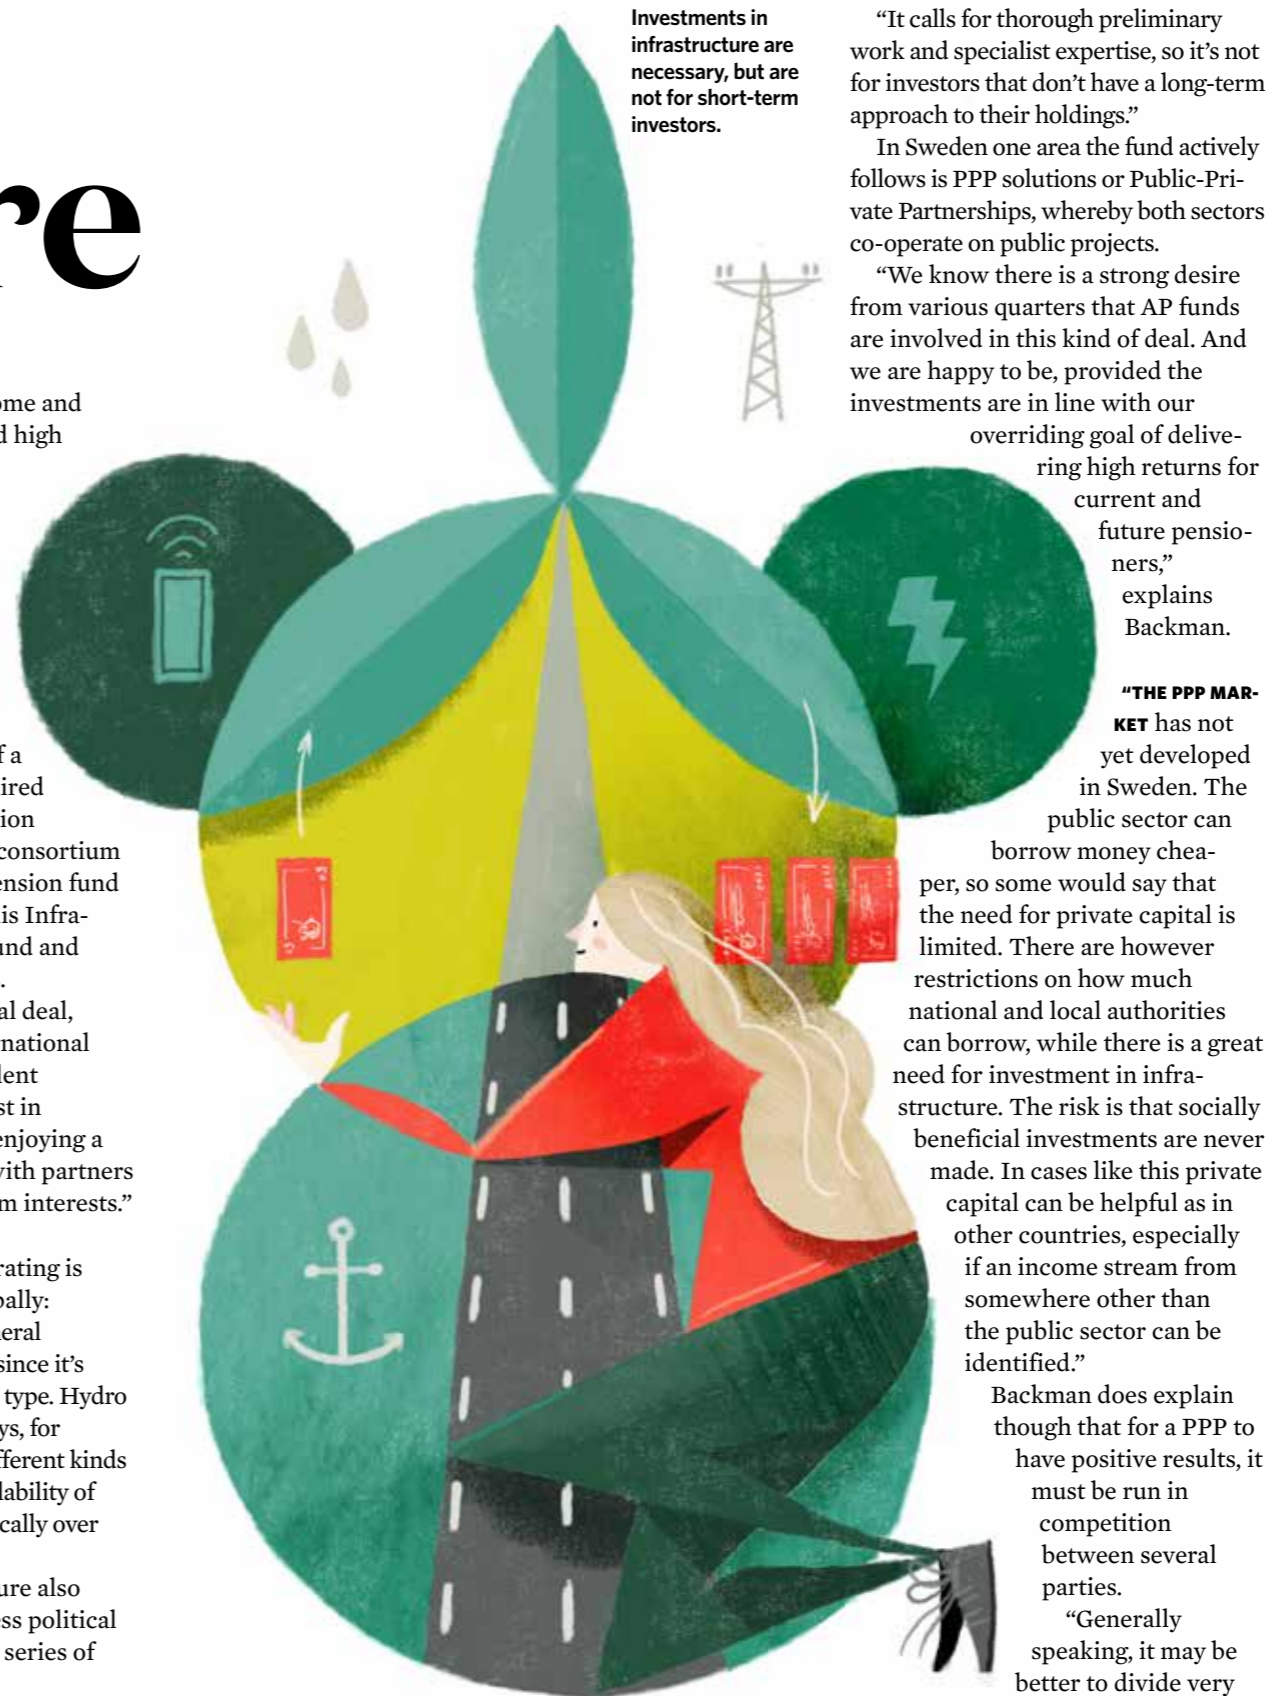 re
ome and
d high
f a
ired
ion
consortium
ension fund
is Infra-
und and
.
al deal,
national
lent
st in
enjoying a
with partners
m interests.”
rating is
bally:
neral
since it’s
type. Hydro
ys, for
fferent kinds
lability of
cally over
ure also
ess political
series of
Investments in
infrastructure are
necessary, but are
not for short-term
investors.
“It calls for thorough preliminary
work and specialist expertise, so it’s not
for investors that don’t have a long-term
approach to their holdings.”
In Sweden one area the fund actively
follows is PPP solutions or Public-Pri-
vate Partnerships, whereby both sectors
co-operate on public projects.
“We know there is a strong desire
from various quarters that AP funds
are involved in this kind of deal. And
we are happy to be, provided the
investments are in line with our
overriding goal of delive-
ring high returns for
current and
future pensio-
ners,”
explains
Backman.
“THE PPP MAR-
KET has not
yet developed
in Sweden. The
public sector can
borrow money chea-
per, so some would say that
the need for private capital is
limited. There are however
restrictions on how much
national and local authorities
can borrow, while there is a great
need for investment in infra-
structure. The risk is that socially
beneficial investments are never
made. In cases like this private
capital can be helpful as in
other countries, especially
if an income stream from
somewhere other than
the public sector can be
identified.”
Backman does explain
though that for a PPP to
have positive results, it
must be run in
competition
between several
parties.
“Generally
speaking, it may be
better to divide very